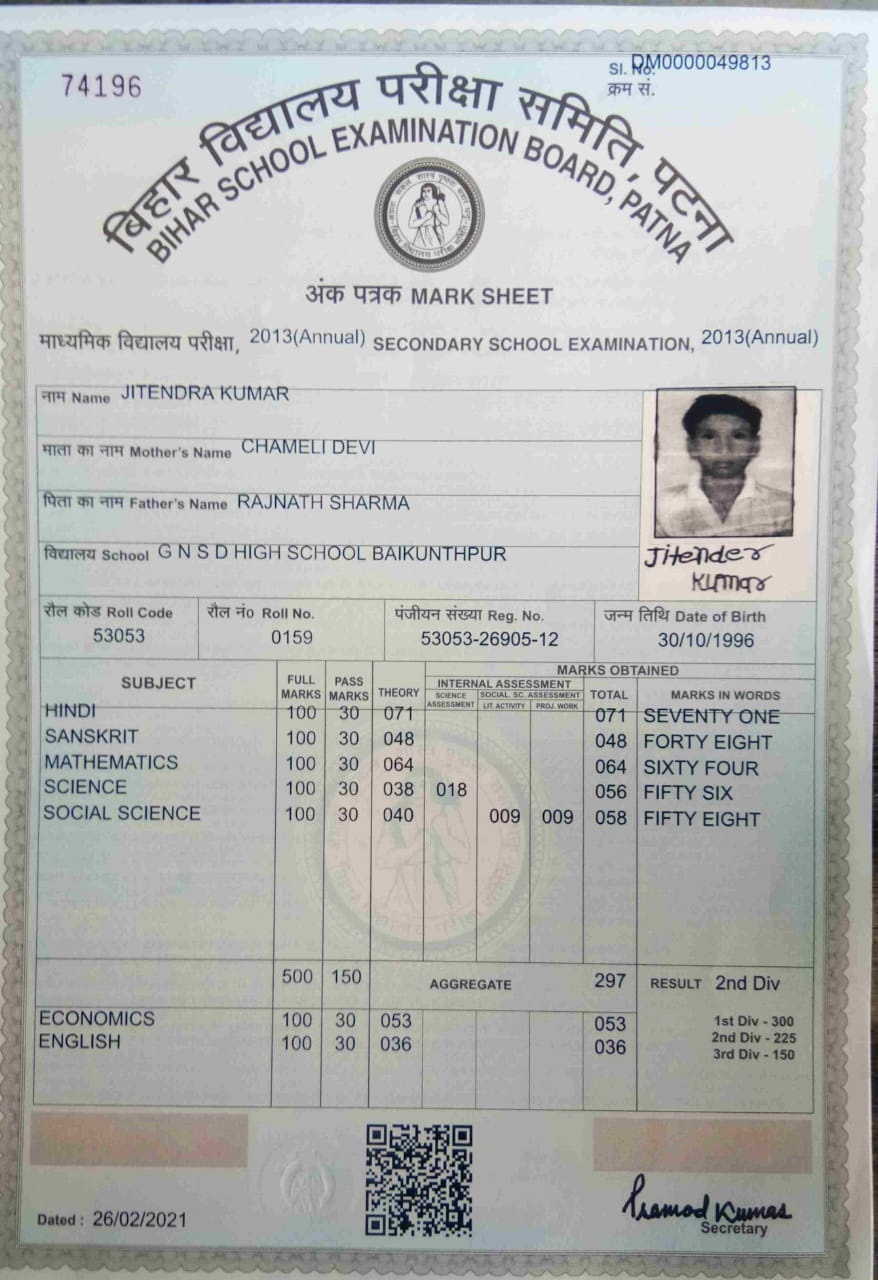 74196
Sl. No. DM0000049813
क्रम सं.
बिहार विद्यालय परीक्षा समिति, पटना
BIHAR SCHOOL EXAMINATION BOARD, PATNA
अंक पत्रक MARK SHEET
माध्यमिक विद्यालय परीक्षा, 2013(Annual) SECONDARY SCHOOL EXAMINATION, 2013(Annual)
नाम Name JITENDRA KUMAR
माता का नाम Mother's Name CHAMELI DEVI
पिता का नाम Father's Name RAJNATH SHARMA
विद्यालय School G N S D HIGH SCHOOL BAIKUNTHPUR
Jitender
Kumar
रौल कोड Roll Code रौल नं० Roll No. पंजीयन संख्या Reg. No. जन्म तिथि Date of Birth
53053 0159 53053-26905-12 30/10/1996
MARKS OBTAINED
SUBJECT FULL MARKS PASS MARKS THEORY INTERNAL ASSESSMENT TOTAL MARKS IN WORDS
SCIENCE ASSESSMENT SOCIAL. SC. ASSESSMENT
LIT. ACTIVITY PROJ. WORK
HINDI 100 30 071 071 SEVENTY ONE
SANSKRIT 100 30 048 048 FORTY EIGHT
MATHEMATICS 100 30 064 064 SIXTY FOUR
SCIENCE 100 30 038 018 056 FIFTY SIX
SOCIAL SCIENCE 100 30 040 009 009 058 FIFTY EIGHT
500 150 AGGREGATE 297 RESULT 2nd Div
ECONOMICS 100 30 053 053
ENGLISH 100 30 036 036
1st Div - 300
2nd Div - 225
3rd Div - 150
Dated : 26/02/2021
Pramod Kumar
Secretary